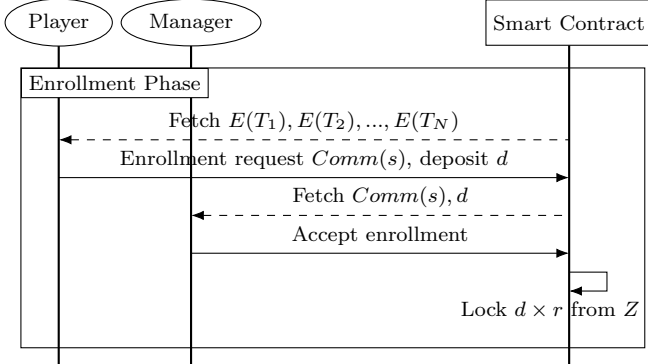 Player
Manager
Smart Contract
Enrollment Phase
Fetch E(T₁), E(T₂), ..., E(T_N)
Enrollment request Comm(s), deposit d
Fetch Comm(s), d
Accept enrollment
Lock d × r from Z